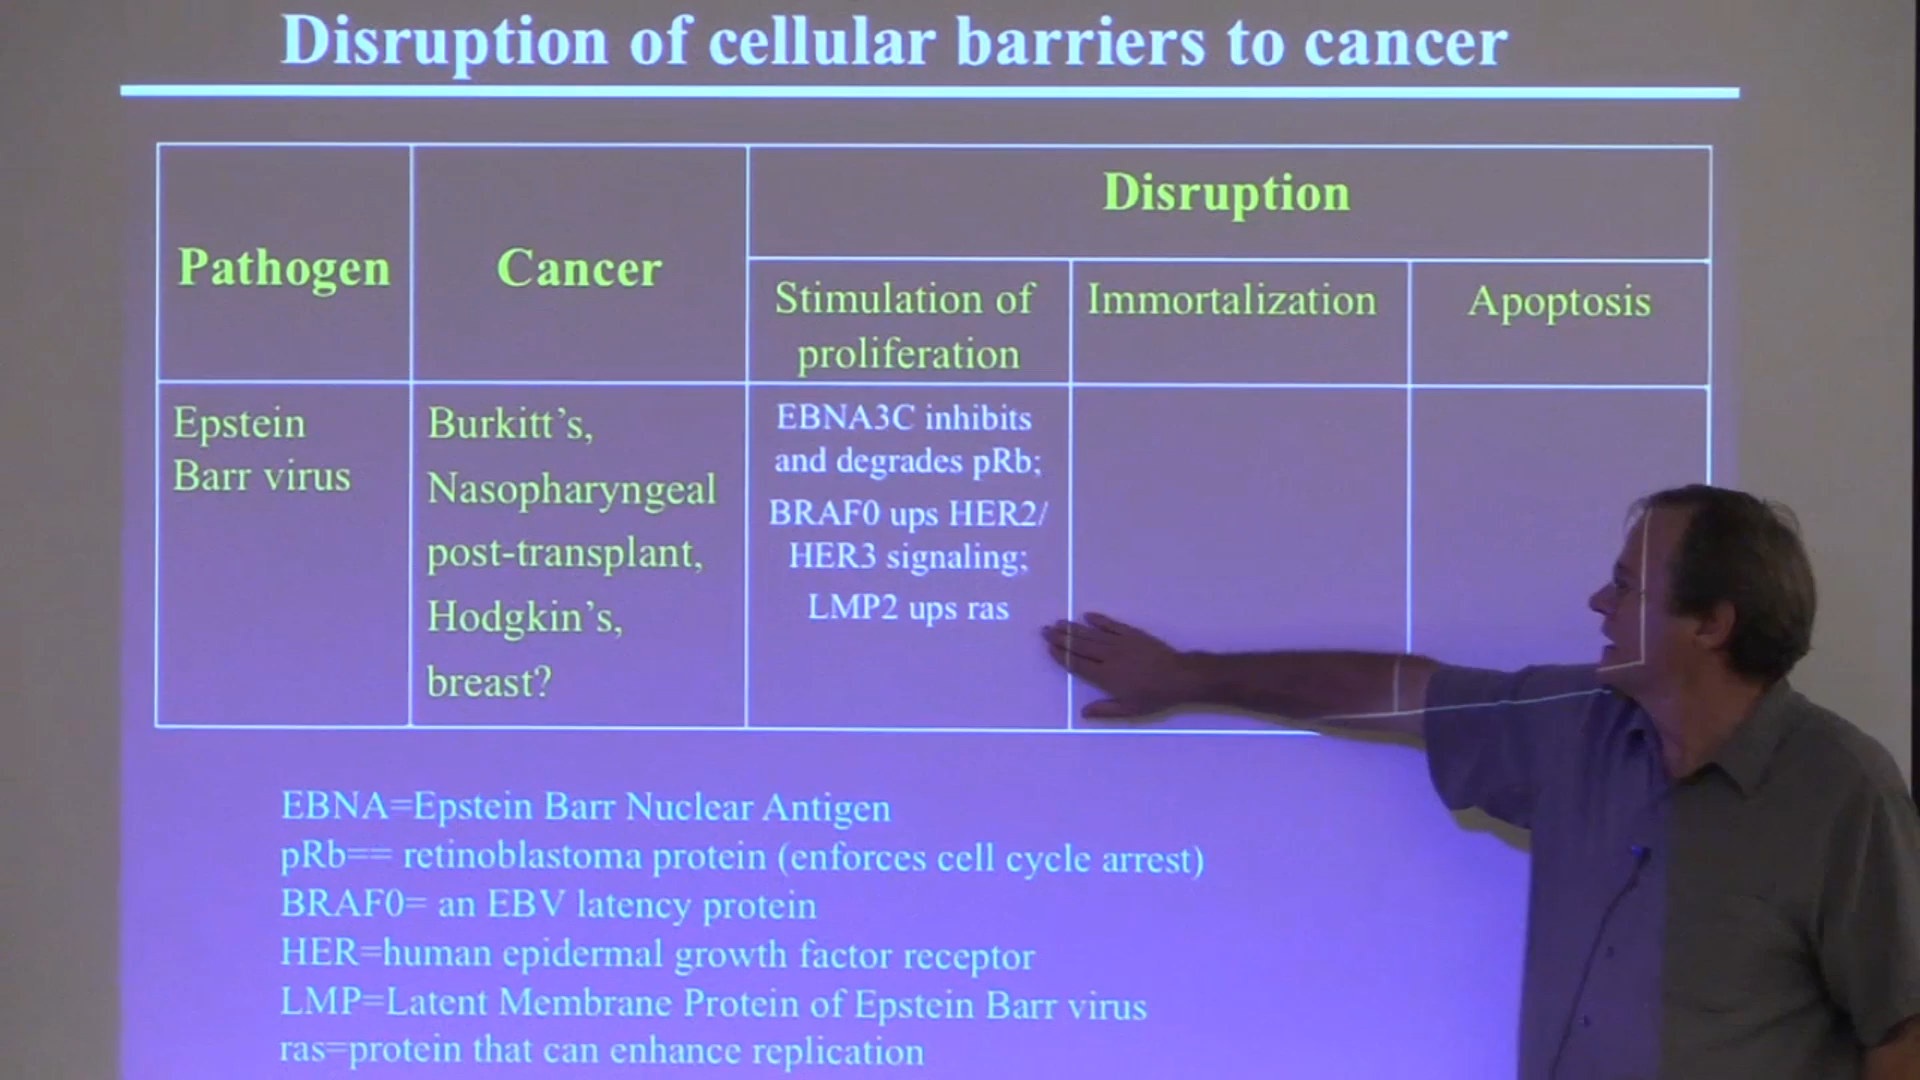 Disruption of cellular barriers to cancer
Pathogen
Cancer
Disruption
Stimulation of
proliferation
Immortalization
Apoptosis
Epstein
Barr virus
Burkitt's,
Nasopharyngeal
post-transplant,
Hodgkin's,
breast?
EBNA3C inhibits
and degrades pRb;
BRAF0 ups HER2/
HER3 signaling;
LMP2 ups ras
EBNA=Epstein Barr Nuclear Antigen
pRb== retinoblastoma protein (enforces cell cycle arrest)
BRAF0= an EBV latency protein
HER=human epidermal growth factor receptor
LMP=Latent Membrane Protein of Epstein Barr virus
ras=protein that can enhance replication